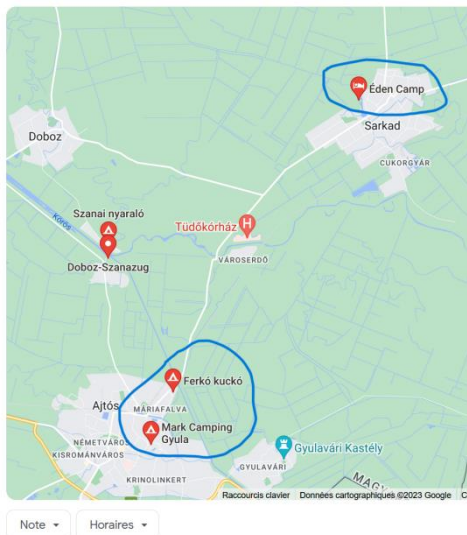 Éden Camp
Doboz
Sarkad
CUKORGYÁR
Körös
Szanai nyaraló
Tüdőkórház
Doboz-Szanazug
VÁROSERDŐ
Ferkó kuckó
Ajtós
MÁRIAFALVA
Mark Camping
Gyula
NÉMETVÁROS
Gyulavári Kastély
KISROMÁNVÁROS
GYULAVÁRI
KRINOLINKERT
MAGY
Raccourcis clavier Données cartographiques ©2023 Google C
Note Horaires